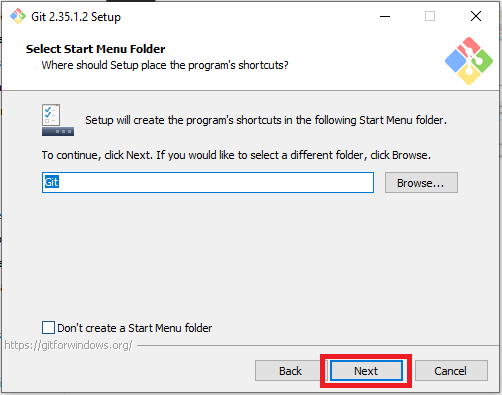 Git 2.35.1.2 Setup
Select Start Menu Folder
Where should Setup place the program's shortcuts?
Setup will create the program's shortcuts in the following Start Menu folder.
To continue, click Next. If you would like to select a different folder, click Browse.
Git
Browse...
Don't create a Start Menu folder
https://gitforwindows.org/
Back
Next
Cancel